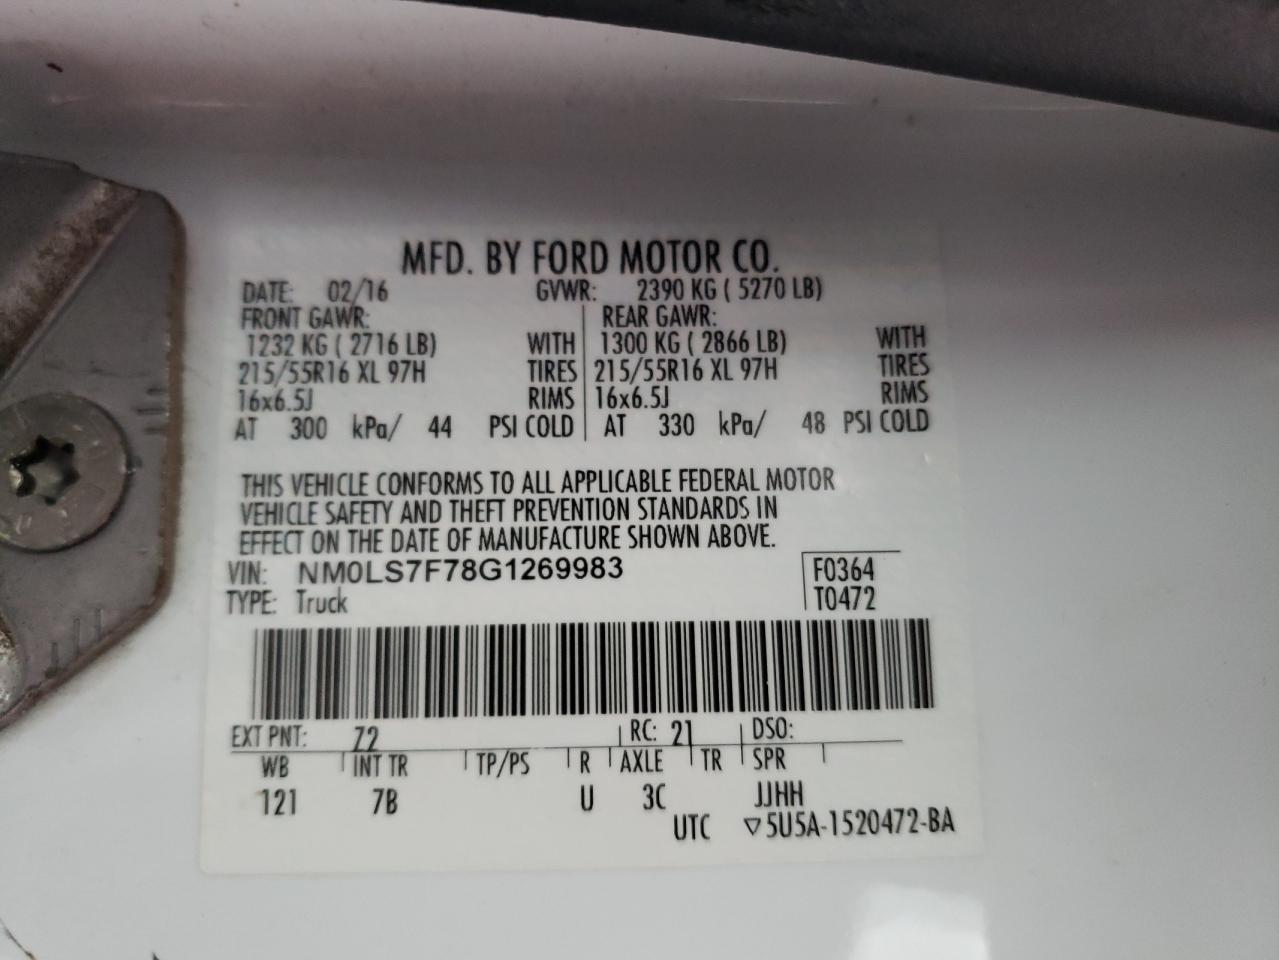 MFD. BY FORD MOTOR CO.
DATE: 02/16 GVWR: 2390 KG ( 5270 LB)
FRONT GAWR: REAR GAWR:
1232 KG ( 2716 LB) WITH 1300 KG ( 2866 LB) WITH
215/55R16 XL 97H TIRES 215/55R16 XL 97H TIRES
16x6.5J RIMS 16x6.5J RIMS
AT 300 kPa/ 44 PSI COLD AT 330 kPa/ 48 PSI COLD
THIS VEHICLE CONFORMS TO ALL APPLICABLE FEDERAL MOTOR
VEHICLE SAFETY AND THEFT PREVENTION STANDARDS IN
EFFECT ON THE DATE OF MANUFACTURE SHOWN ABOVE.
VIN: NM0LS7F78G1269983 F0364
TYPE: Truck T0472
EXT PNT: Z2 RC: 21 DSO:
WB INT TR TP/PS R AXLE TR SPR
121 7B U 3C JJHH
UTC ▽5U5A-1520472-BA